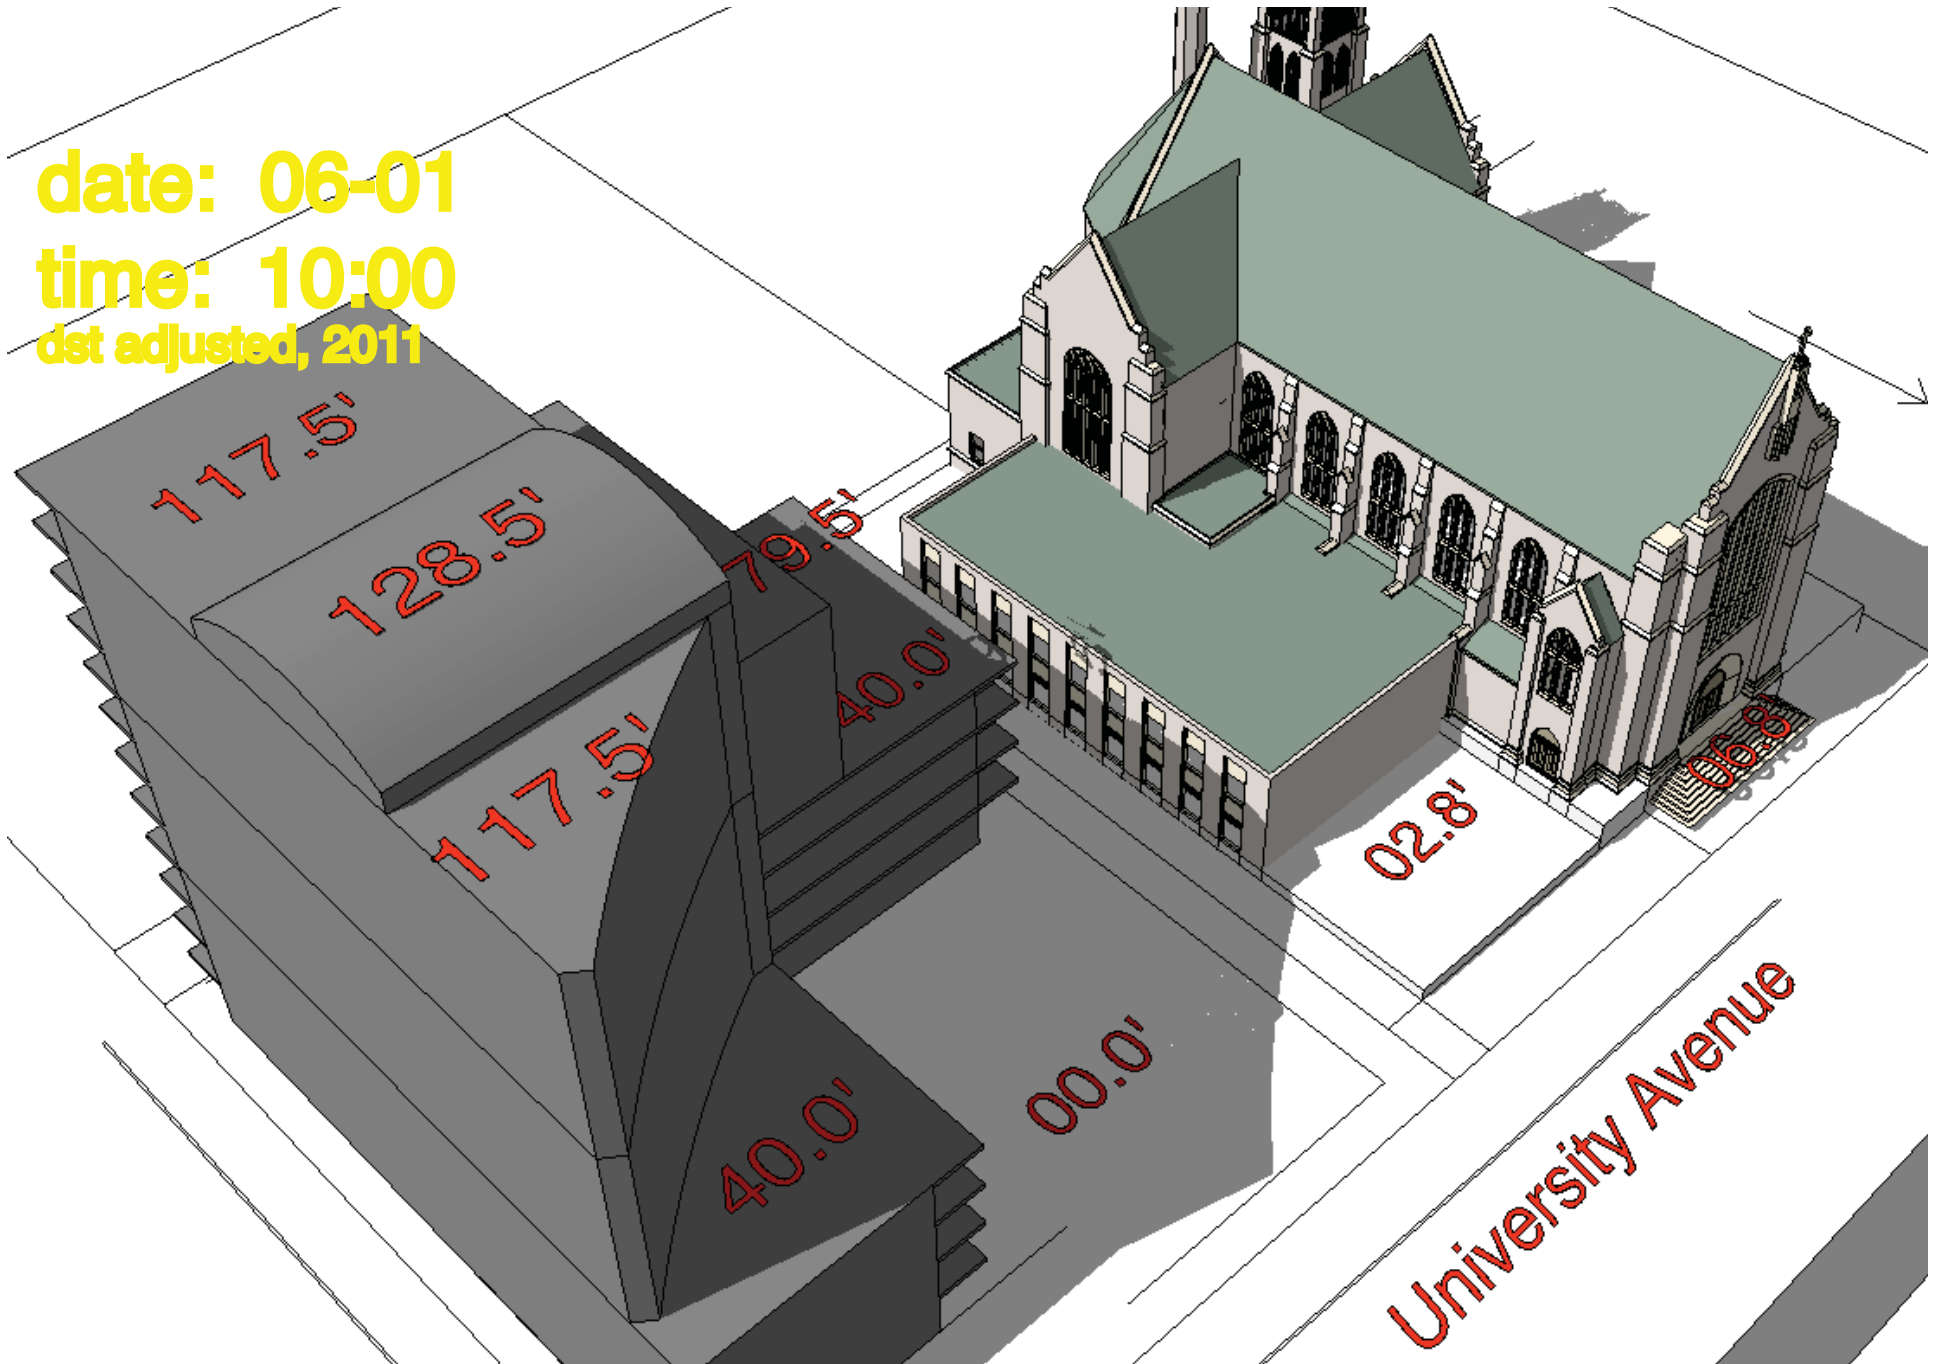 date: 06-01
time: 10:00
dst adjusted, 2011
117.5'
128.5'
79.5'
40.0'
117.5'
06.8'
02.8'
00.0'
40.0'
University Avenue